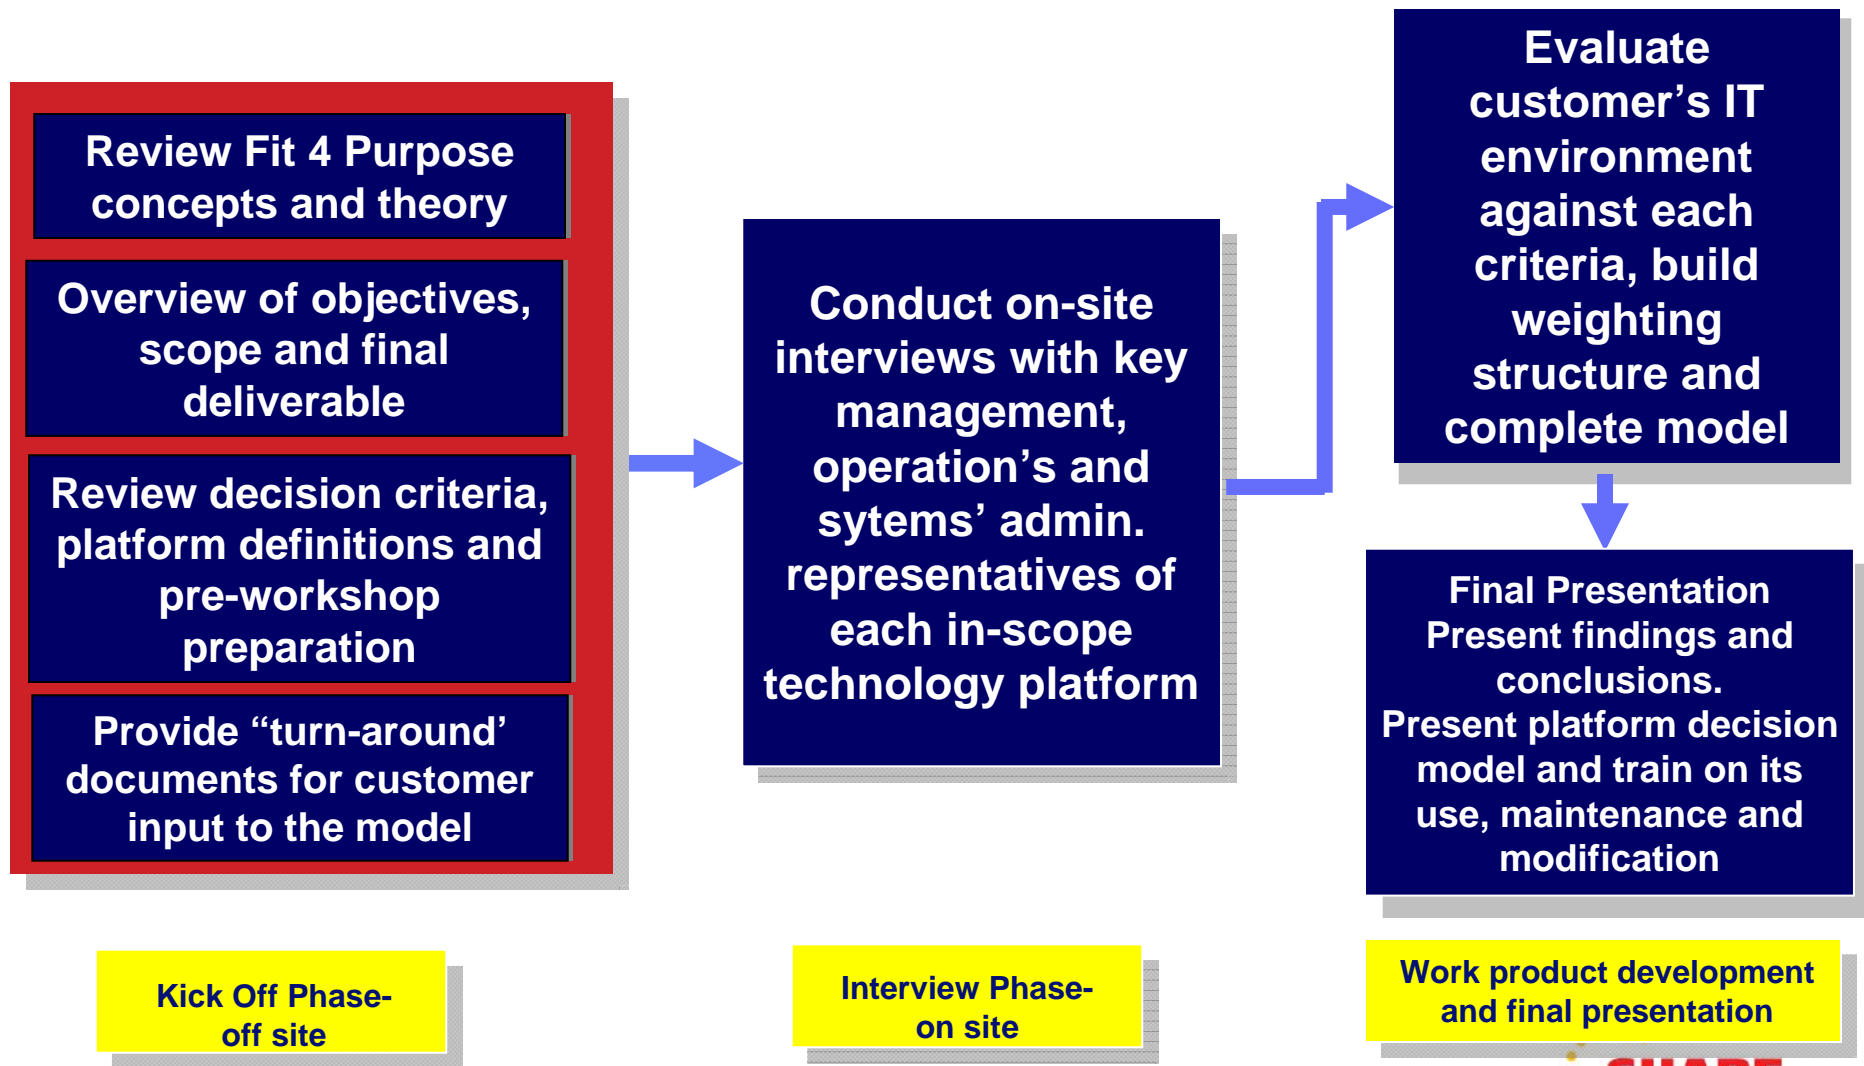 Review Fit 4 Purpose
concepts and theory
Overview of objectives,
scope and final
deliverable
Review decision criteria,
platform definitions and
pre-workshop
preparation
Provide “turn-around’
documents for customer
input to the model
Kick Off Phase-
off site
Conduct on-site
interviews with key
management,
operation’s and
sytems’ admin.
representatives of
each in-scope
technology platform
Interview Phase-
on site
Evaluate
customer’s IT
environment
against each
criteria, build
weighting
structure and
complete model
Final Presentation
Present findings and
conclusions.
Present platform decision
model and train on its
use, maintenance and
modification
Work product development
and final presentation